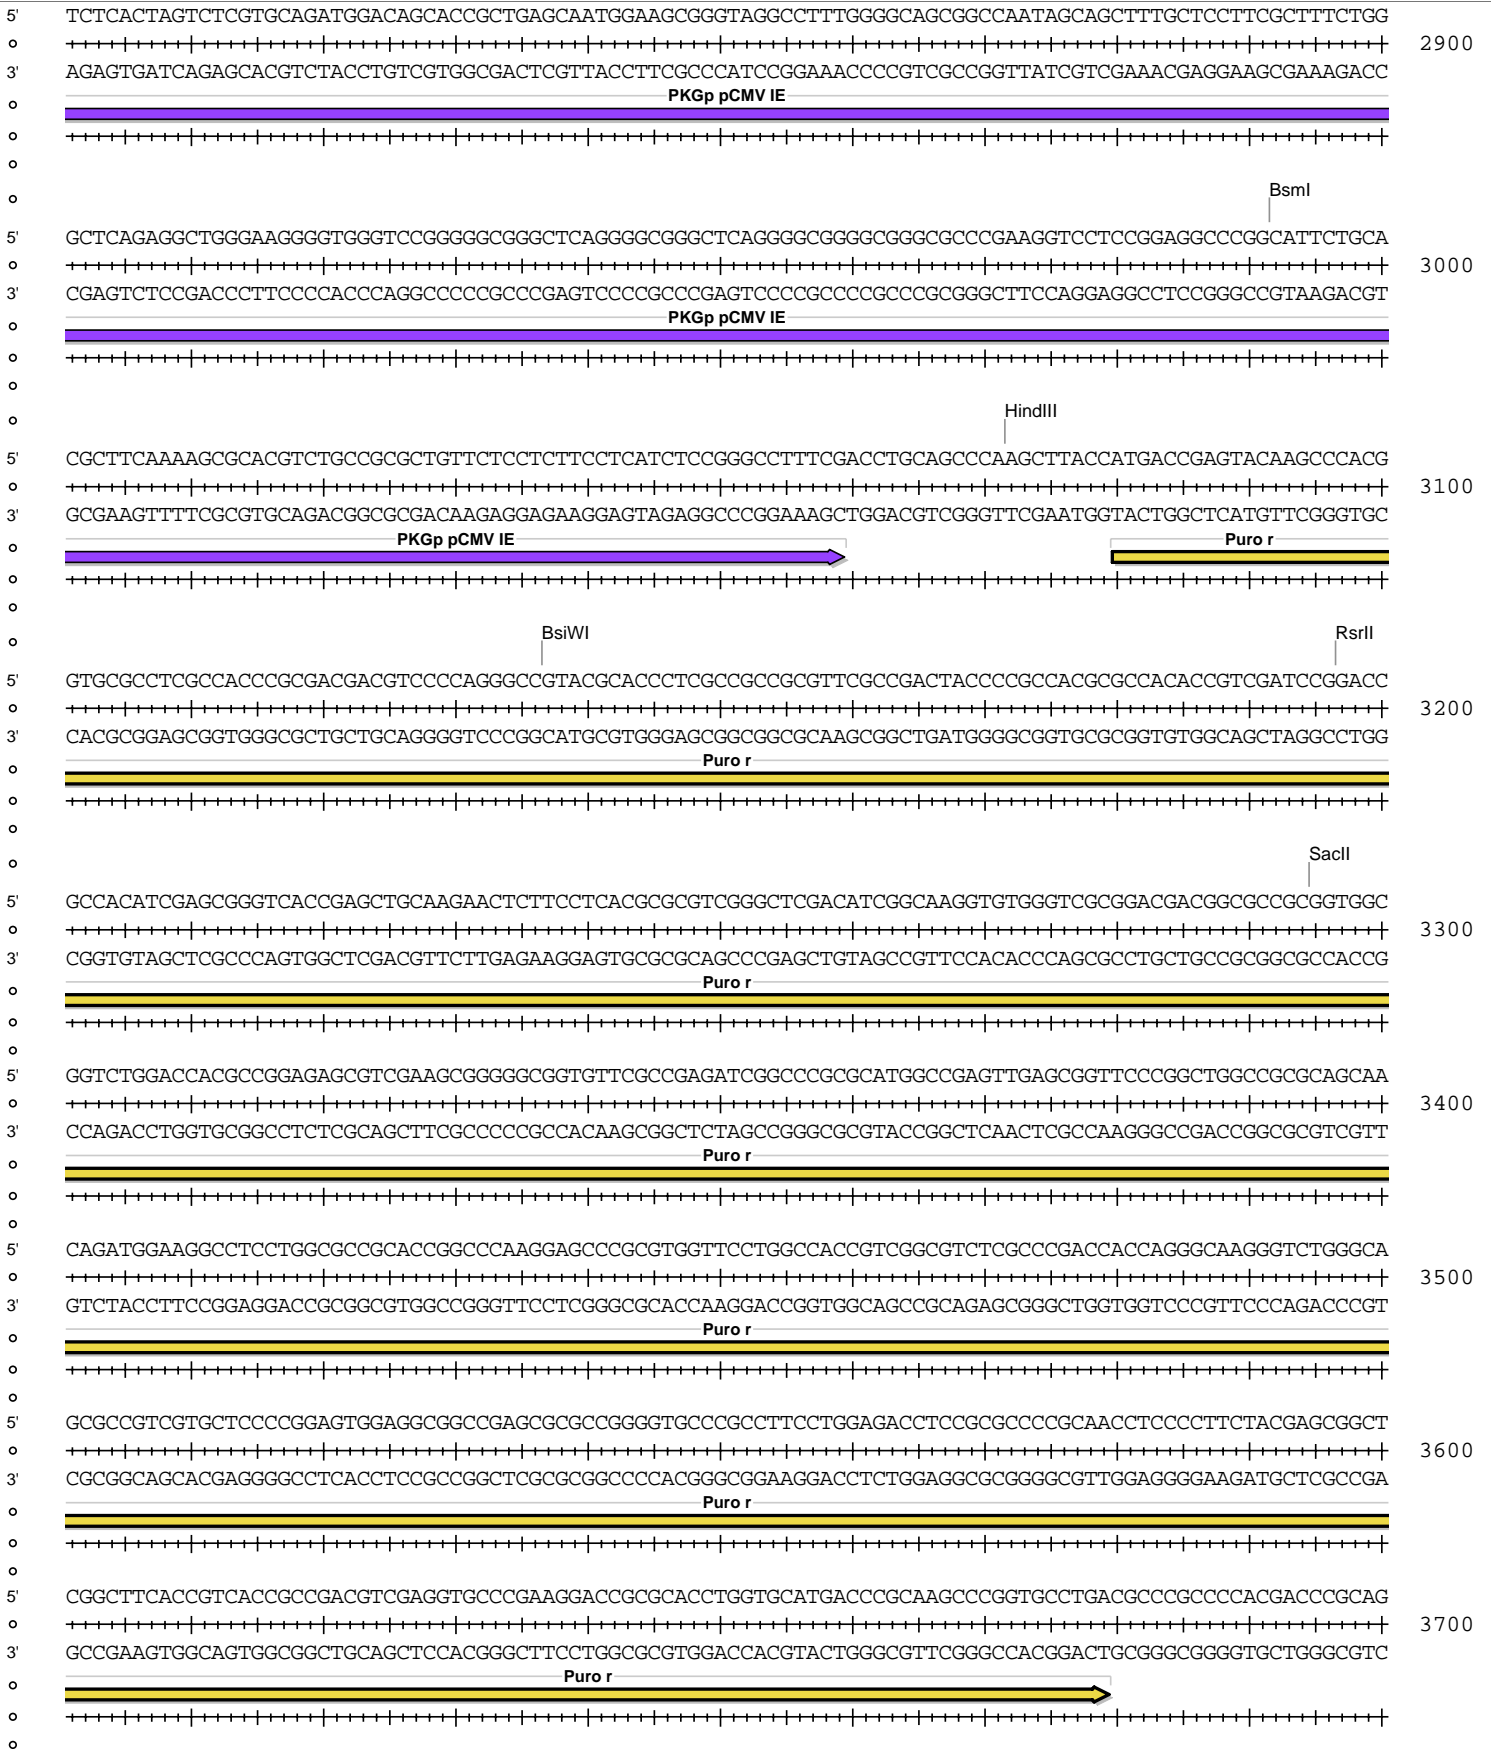 5' TCTCACTAGTCTCGTGCAGATGGACAGCACCGCTGAGCAATGGAAGCGGGTAGGCCTTTGGGGCAGCGGCCAATAGCAGCTTTGCTCCTTCGCTTTCTGG
2900
3' AGAGTGATCAGAGCACGTCTACCTGTCGTGGCGACTCGTTACCTTCGCCCATCCGGAAACCCCGTCGCCGGTTATCGTCGAAACGAGGAAGCGAAAGACC
PKGp pCMV IE
BsmI
5' GCTCAGAGGCTGGGAAGGGGTGGGTCCGGGGGCGGGCTCAGGGGCGGGCTCAGGGGCGGGGCGGGCGCCCGAAGGTCCTCCGGAGGCCCGGCATTCTGCA
3000
3' CGAGTCTCCGACCCTTCCCCACCCAGGCCCCCGCCCGAGTCCCCGCCCGAGTCCCCGCCCCGCCCGCGGGCTTCCAGGAGGCCTCCGGGCCGTAAGACGT
PKGp pCMV IE
HindIII
5' CGCTTCAAAAGCGCACGTCTGCCGCGCTGTTCTCCTCTTCCTCATCTCCGGGCCTTTCGACCTGCAGCCCAAGCTTACCATGACCGAGTACAAGCCCACG
3100
3' GCGAAGTTTTCGCGTGCAGACGGCGCGACAAGAGGAGAAGGAGTAGAGGCCCGGAAAGCTGGACGTCGGGTTCGAATGGTACTGGCTCATGTTCGGGTGC
PKGp pCMV IE Puro r
BsiWI RsrII
5' GTGCGCCTCGCCACCCGCGACGACGTCCCCAGGGCCGTACGCACCCTCGCCGCCGCGTTCGCCGACTACCCCGCCACGCGCCACACCGTCGATCCGGACC
3200
3' CACGCGGAGCGGTGGGCGCTGCTGCAGGGGTCCCGGCATGCGTGGGAGCGGCGGCGCAAGCGGCTGATGGGGCGGTGCGCGGTGTGGCAGCTAGGCCTGG
Puro r
SacII
5' GCCACATCGAGCGGGTCACCGAGCTGCAAGAACTCTTCCTCACGCGCGTCGGGCTCGACATCGGCAAGGTGTGGGTCGCGGACGACGGCGCCGCGGTGGC
3300
3' CGGTGTAGCTCGCCCAGTGGCTCGACGTTCTTGAGAAGGAGTGCGCGCAGCCCGAGCTGTAGCCGTTCCACACCCAGCGCCTGCTGCCGCGGCGCCACCG
Puro r
5' GGTCTGGACCACGCCGGAGAGCGTCGAAGCGGGGGCGGTGTTCGCCGAGATCGGCCCGCGCATGGCCGAGTTGAGCGGTTCCCGGCTGGCCGCGCAGCAA
3400
3' CCAGACCTGGTGCGGCCTCTCGCAGCTTCGCCCCCGCCACAAGCGGCTCTAGCCGGGCGCGTACCGGCTCAACTCGCCAAGGGCCGACCGGCGCGTCGTT
Puro r
5' CAGATGGAAGGCCTCCTGGCGCCGCACCGGCCCAAGGAGCCCGCGTGGTTCCTGGCCACCGTCGGCGTCTCGCCCGACCACCAGGGCAAGGGTCTGGGCA
3500
3' GTCTACCTTCCGGAGGACCGCGGCGTGGCCGGGTTCCTCGGGCGCACCAAGGACCGGTGGCAGCCGCAGAGCGGGCTGGTGGTCCCGTTCCCAGACCCGT
Puro r
5' GCGCCGTCGTGCTCCCCGGAGTGGAGGCGGCCGAGCGCGCCGGGGTGCCCGCCTTCCTGGAGACCTCCGCGCCCCGCAACCTCCCCTTCTACGAGCGGCT
3600
3' CGCGGCAGCACGAGGGGCCTCACCTCCGCCGGCTCGCGCGGCCCCACGGGCGGAAGGACCTCTGGAGGCGCGGGGCGTTGGAGGGGAAGATGCTCGCCGA
Puro r
5' CGGCTTCACCGTCACCGCCGACGTCGAGGTGCCCGAAGGACCGCGCACCTGGTGCATGACCCGCAAGCCCGGTGCCTGACGCCCGCCCCACGACCCGCAG
3700
3' GCCGAAGTGGCAGTGGCGGCTGCAGCTCCACGGGCTTCCTGGCGCGTGGACCACGTACTGGGCGTTCGGGCCACGGACTGCGGGCGGGGTGCTGGGCGTC
Puro r